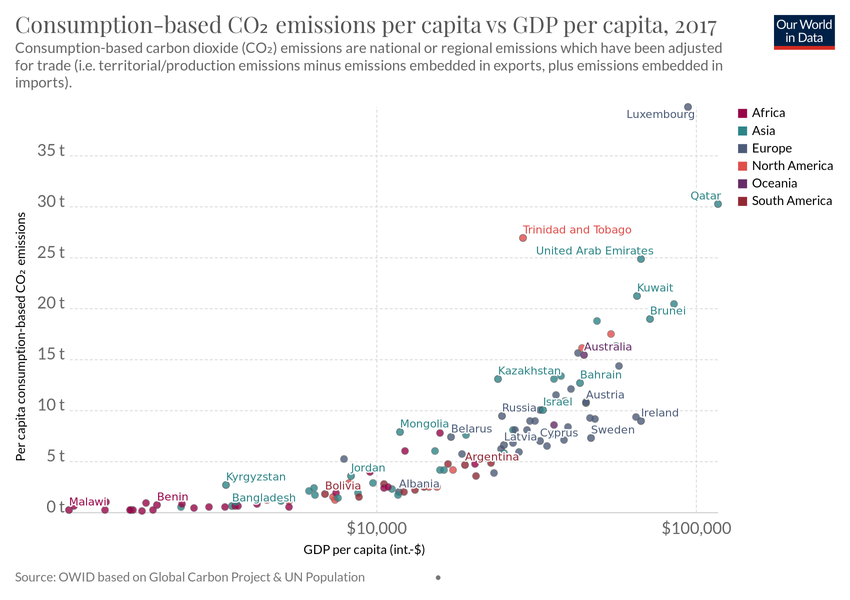 Consumption-based CO₂ emissions per capita vs GDP per capita, 2017
Our World
in Data
Consumption-based carbon dioxide (CO₂) emissions are national or regional emissions which have been adjusted
for trade (i.e. territorial/production emissions minus emissions embedded in exports, plus emissions embedded in
imports).
Luxembourg
Africa
Asia
Europe
North America
Oceania
South America
35 t
30 t
25 t
20 t
15 t
10 t
5 t
0 t
Per capita consumption-based CO₂ emissions
Qatar
Trinidad and Tobago
United Arab Emirates
Kuwait
Brunei
Australia
Kazakhstan
Bahrain
Austria
Israel
Russia
Ireland
Mongolia
Belarus
Latvia
Cyprus
Sweden
Argentina
Jordan
Kyrgyzstan
Bolivia
Albania
Malawi
Benin
Bangladesh
$10,000
$100,000
GDP per capita (int.-$)
Source: OWID based on Global Carbon Project & UN Population